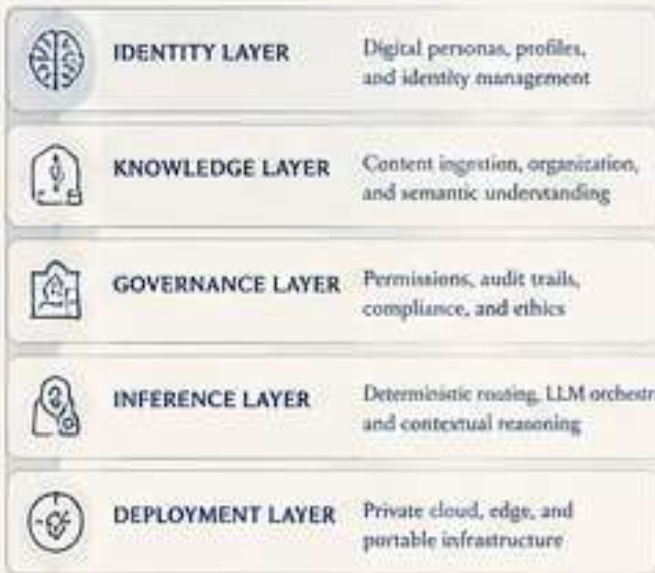 IDENTITY LAYER
Digital personas, profiles,
and identity management
KNOWLEDGE LAYER
Content ingestion, organization,
and semantic understanding
GOVERNANCE LAYER
Permissions, audit trails,
compliance, and ethics
INFERENCE LAYER
Deterministic routing, LLM orchestr
and contextual reasoning
DEPLOYMENT LAYER
Private cloud, edge, and
portable infrastructure